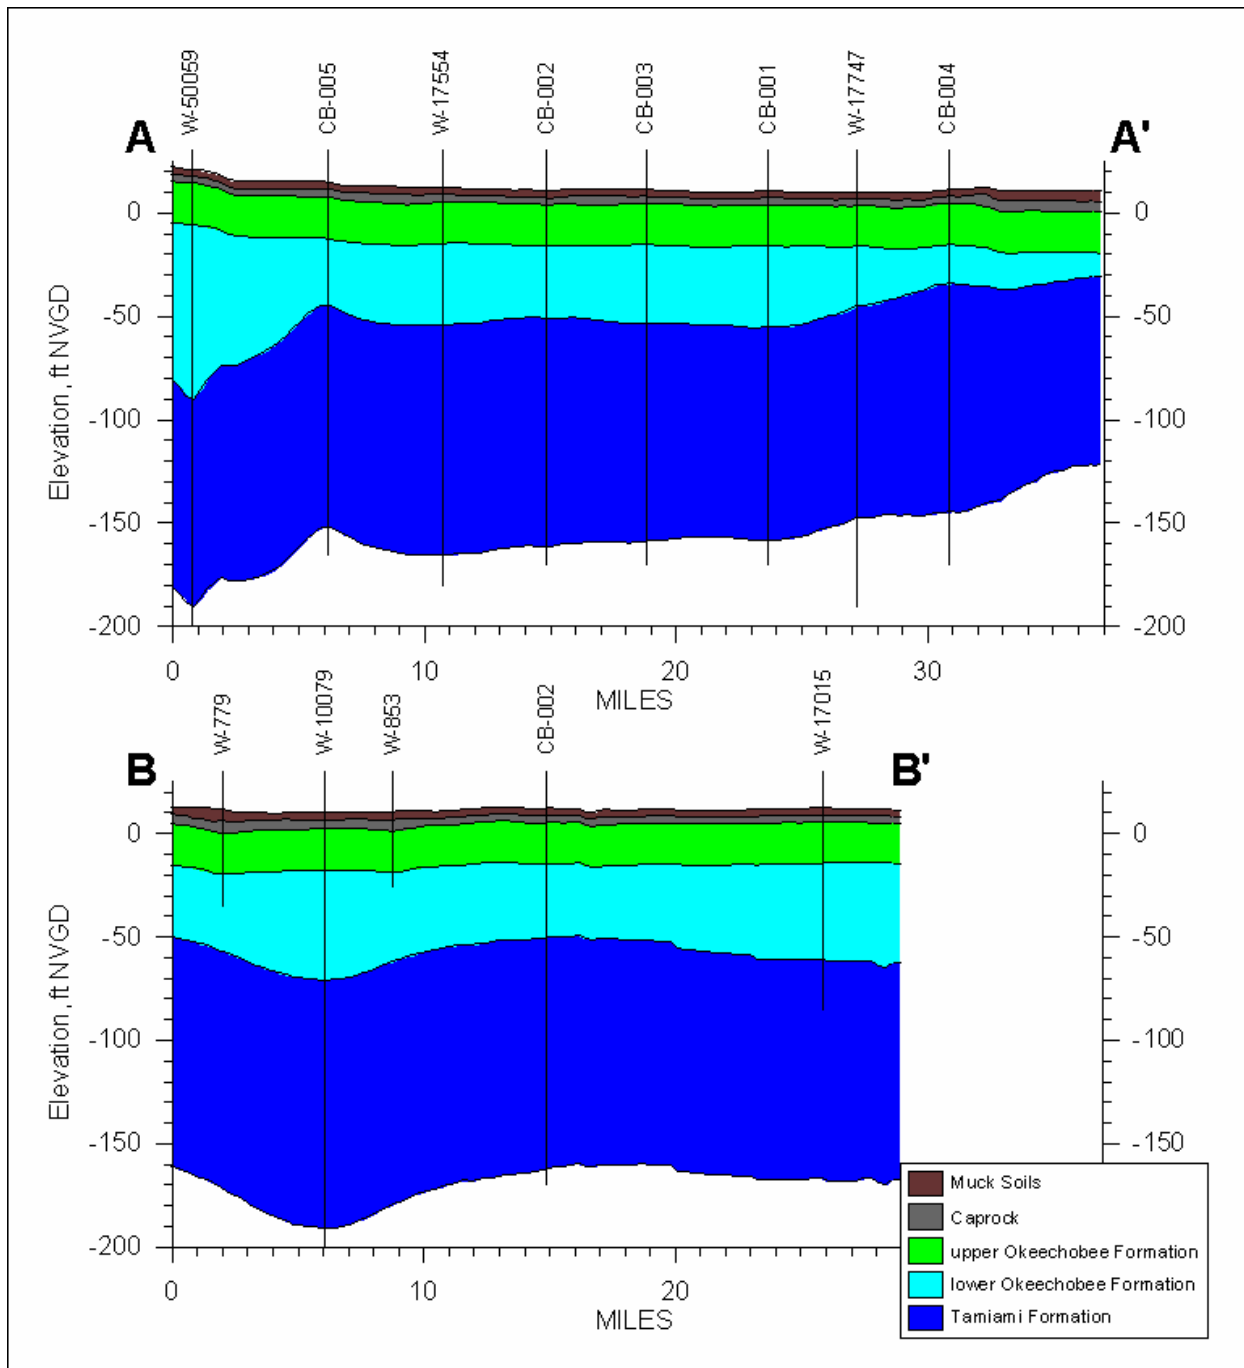 W-50059
CB-005
W-17554
CB-002
CB-003
CB-001
W-17747
CB-004
A
A'
0
0
-50
-50
-100
-100
-150
-150
-200
-200
Elevation, ft NVGD
0
10
20
30
MILES
W-779
W-10079
W-853
CB-002
W-17015
B
B'
0
0
-50
-50
-100
-100
-150
-150
-200
Elevation, ft NVGD
0
10
20
MILES
Muck Soils
Caprock
upper Okeechobee Formation
lower Okeechobee Formation
Tamiami Formation